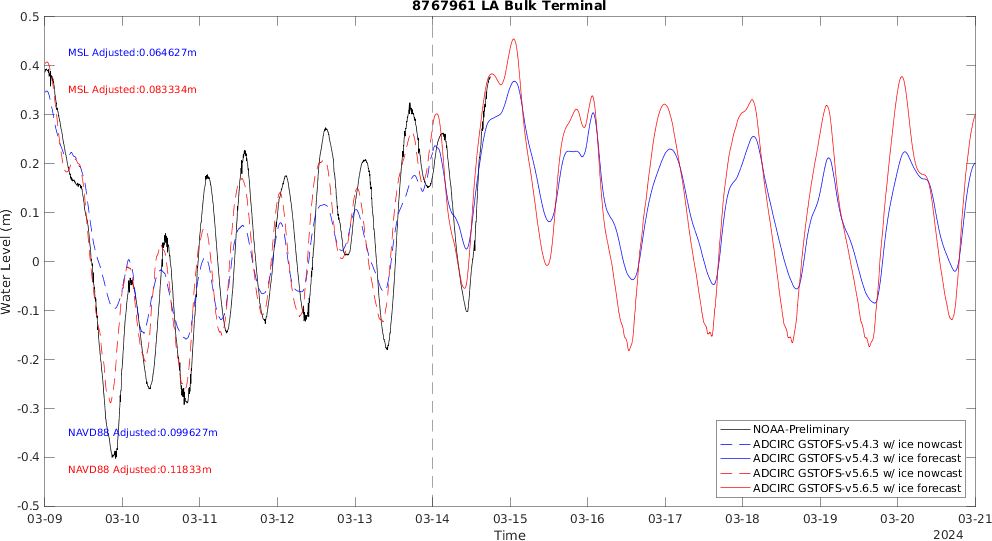 8767961 LA Bulk Terminal
MSL Adjusted:0.064627m
MSL Adjusted:0.083334m
NAVD88 Adjusted:0.099627m
NAVD88 Adjusted:0.11833m
Water Level (m)
0.5
0.4
0.3
0.2
0.1
0
-0.1
-0.2
-0.3
-0.4
-0.5
NOAA-Preliminary
ADCIRC GSTOFS-v5.4.3 w/ ice nowcast
ADCIRC GSTOFS-v5.4.3 w/ ice forecast
ADCIRC GSTOFS-v5.6.5 w/ ice nowcast
ADCIRC GSTOFS-v5.6.5 w/ ice forecast
03-09 03-10 03-11 03-12 03-13 03-14 03-15 03-16 03-17 03-18 03-19 03-20 03-21
Time
2024